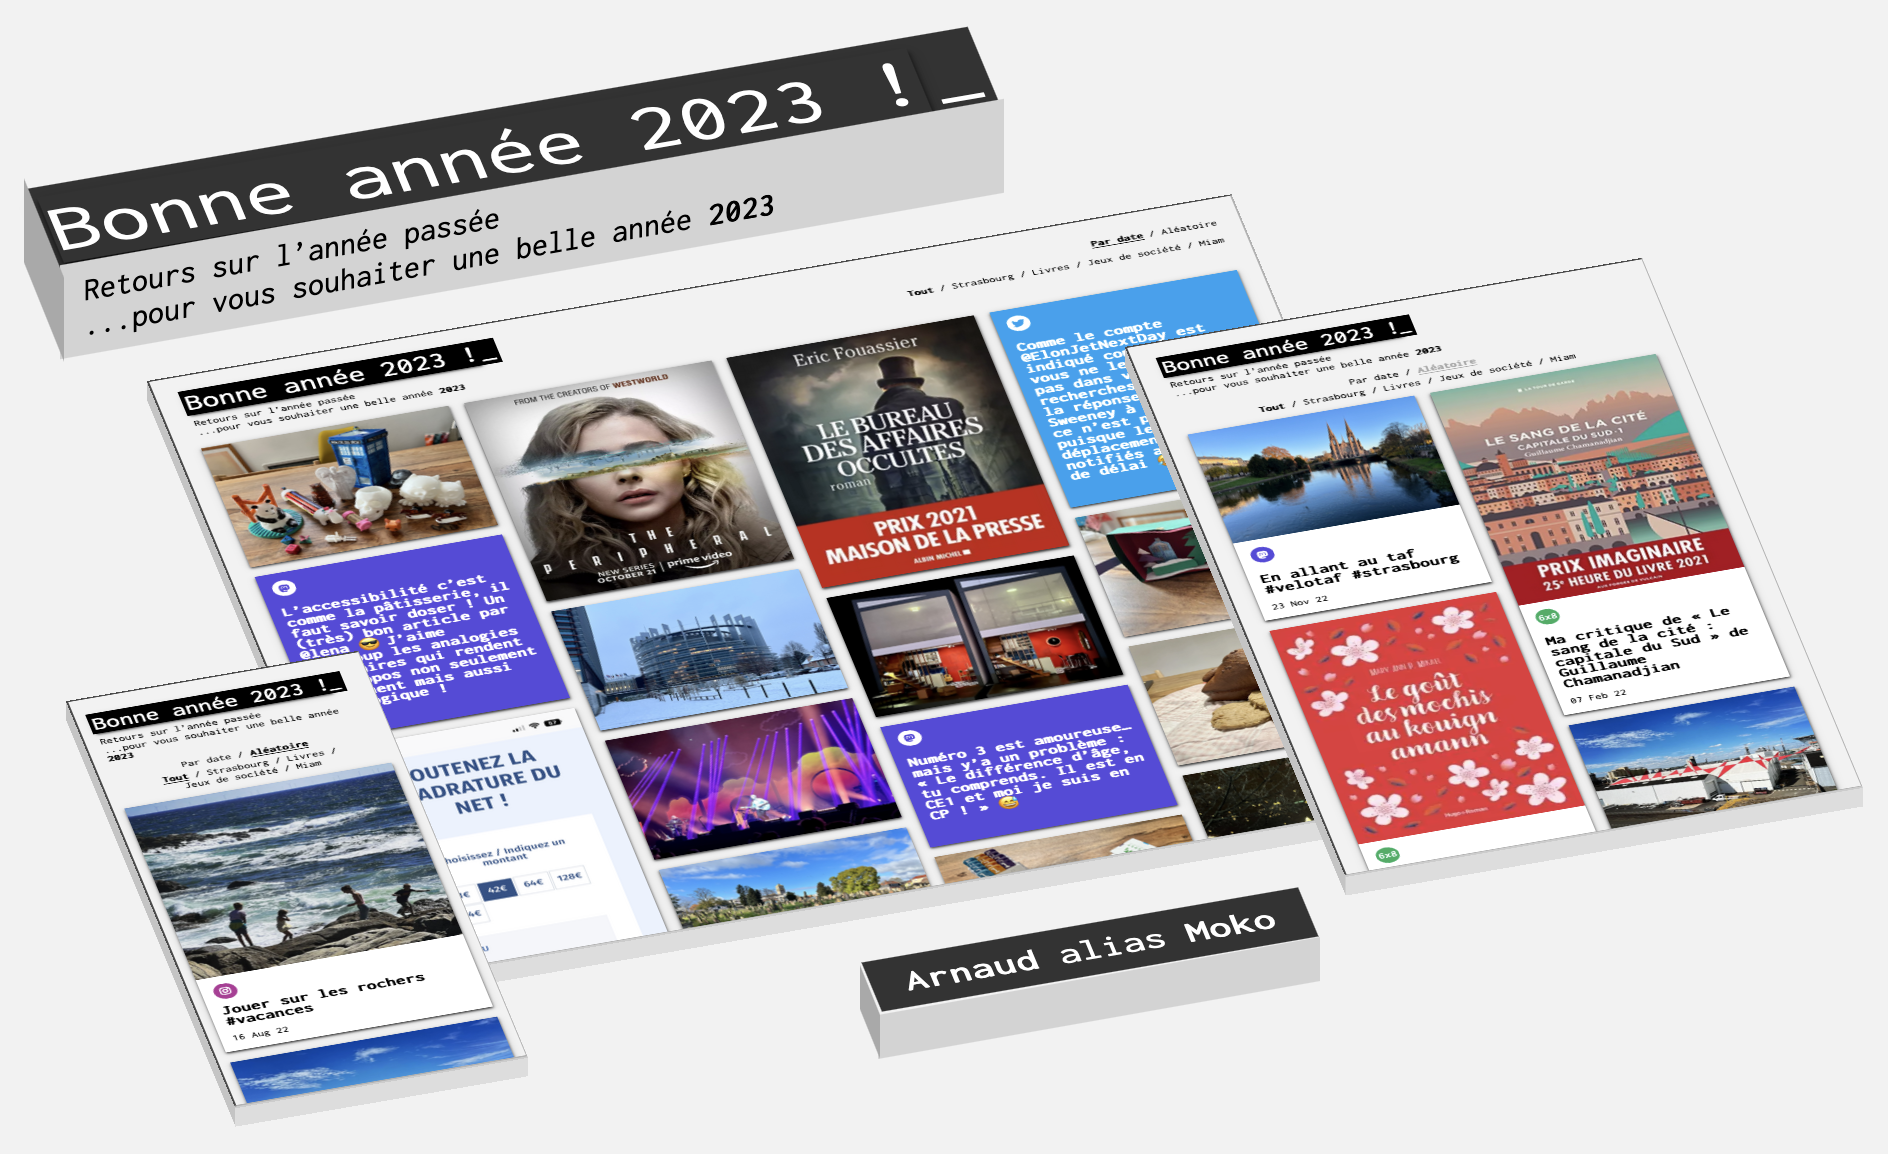 Bonne année 2023 !_
Retours sur l'année passée
...pour vous souhaiter une belle année 2023
Par date / Aléatoire
Tout / Strasbourg / Livres / Jeux de société / Miam
Bonne année 2023 !_
Retours sur l'année passée
...pour vous souhaiter une belle année 2023
FROM THE CREATORS OF WESTWORLD
THE
PERIPHERAL
NEW SERIES
OCTOBER 21
prime video
Eric Fouassier
LE BUREAU
DES AFFAIRES
OCCULTES
roman
PRIX 2021
MAISON DE LA PRESSE
ALBIN MICHEL
Comme le compte
@ElonJetNextDay est
indiqué
vous ne
pas dans
recherches
la réponse
Sweeney à
ce n'est
puisque
déplacemen
notifiés
de délai
L'accessibilité c'est
comme la pâtisserie, il
faut savoir doser ! Un
(très) bon article par
@lena 😎 J'aime
oup les analogies
aires qui rendent
pos non seulement
ent mais aussi
ogique !
67
OUTENEZ LA
ADRATURE DU
NET !
hoisissez / Indiquez un
montant
€
42€
64€
128€
4€
U
Numéro 3 est amoureuse…
mais y'a un problème :
« Le différence d'âge,
tu comprends. Il est en
CE1 et moi je suis en
CP ! » 😅
Bonne année 2023 !_
Retours sur l'année passée
...pour vous souhaiter une belle année 2023
Par date / Aléatoire
Tout / Strasbourg / Livres / Jeux de société / Miam
En allant au taf
#velotaf #strasbourg
23 Nov 22
LE SANG DE LA CITÉ
CAPITALE DU SUD·1
Guillaume Chamanadjian
PRIX IMAGINAIRE
25e HEURE DU LIVRE 2021
6x8
Ma critique de « Le
sang de la cité :
capitale du Sud » de
Guillaume
Chamanadjian
07 Feb 22
Le goût
des mochis
au kouign
amann
6x8
Bonne année 2023 !_
Retours sur l'année passée
...pour vous souhaiter une belle année
2023
Par date / Aléatoire
Tout / Strasbourg / Livres /
Jeux de société / Miam
Jouer sur les rochers
#vacances
16 Aug 22
Arnaud alias Moko